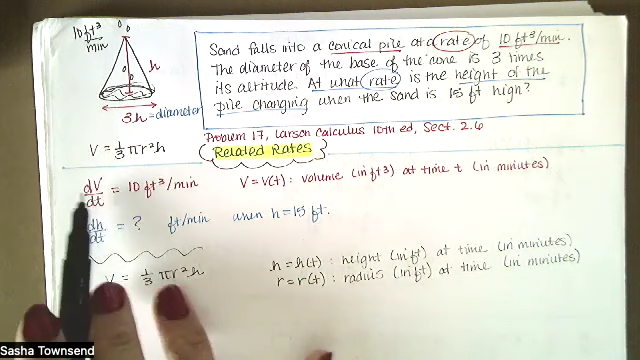 10 ft³/min
h
3h = diameter
V = 1/3 πr²h
Sand falls into a conical pile at a rate of 10 ft³/min.
The diameter of the base of the cone is 3 times
its altitude. At what rate is the height of the
pile changing when the sand is 15 ft high?
Problem 17, Larson Calculus 10th ed, Sect. 2.6
Related Rates
dV/dt = 10 ft³/min V = V(t): volume (in ft³) at time t (in minutes)
dh/dt = ? ft/min when h = 15 ft.
h = h(t): height (in ft) at time (in minutes)
V = 1/3 πr²h
r = r(t): radius (in ft) at time (in minutes)
Sasha Townsend